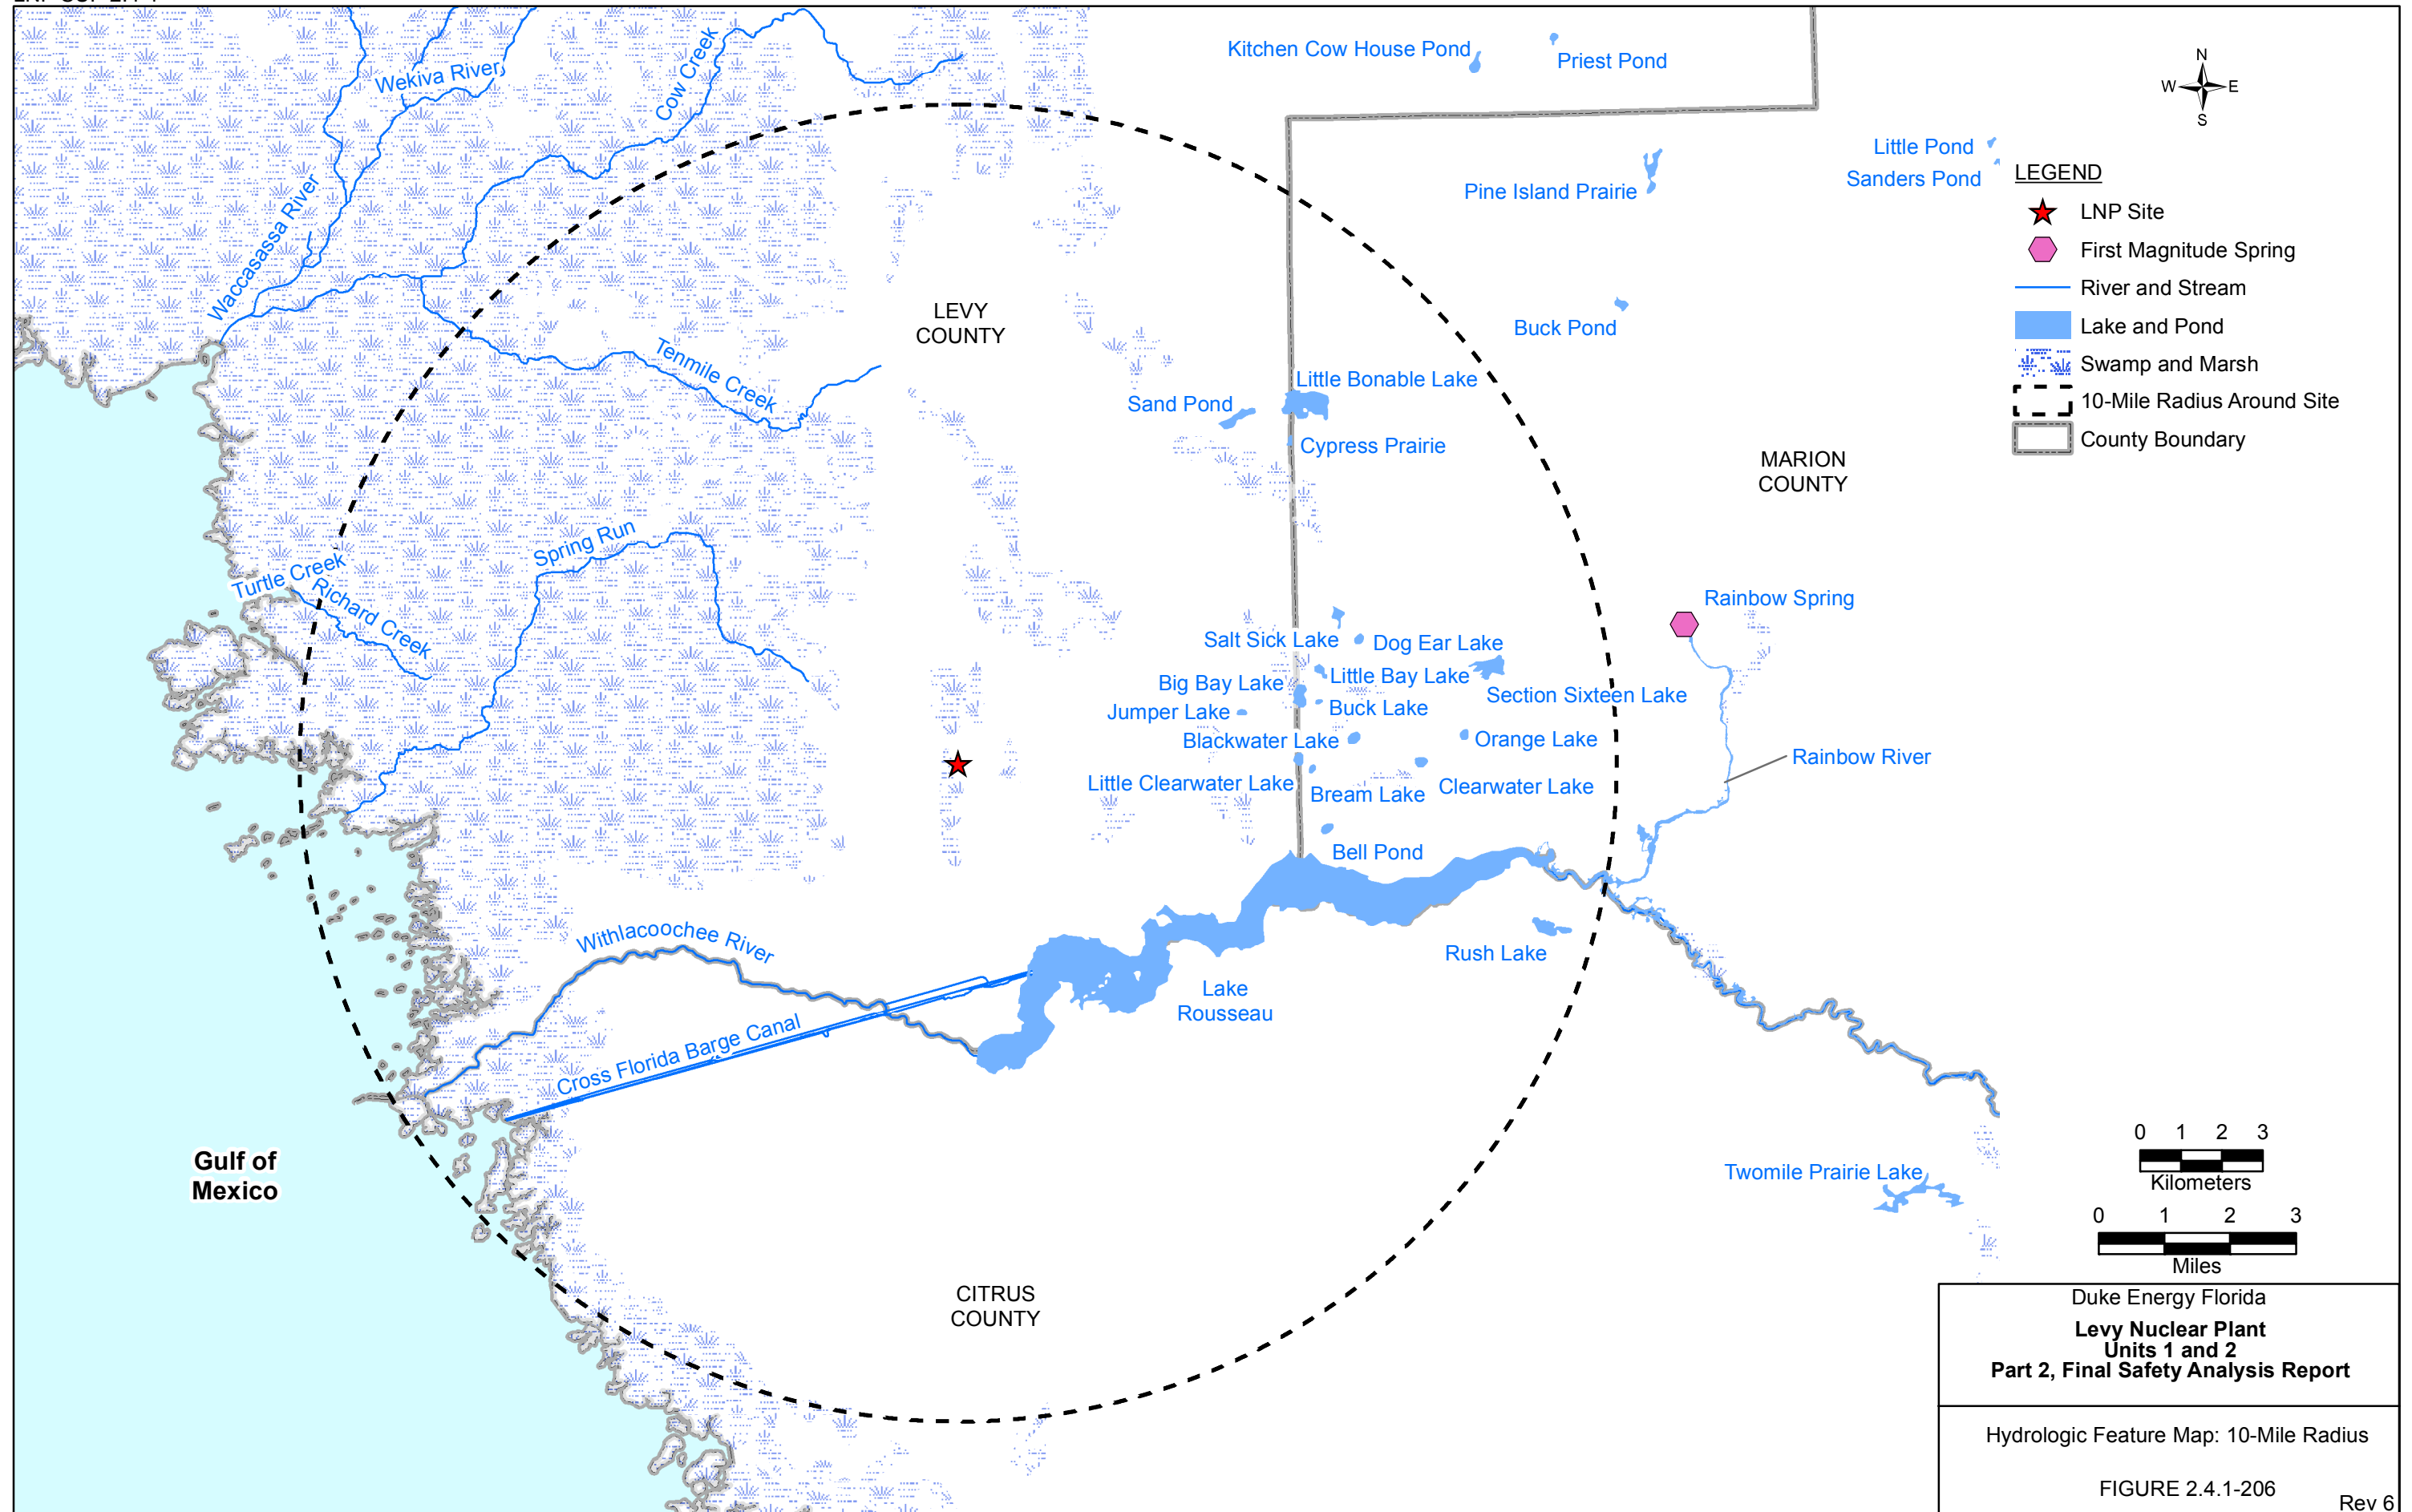 Kitchen Cow House Pond
Priest Pond
Wekiva River
Cow Creek
N
W
E
S
Little Pond
Sanders Pond
Pine Island Prairie
Waccasassa River
LEGEND
LNP Site
First Magnitude Spring
River and Stream
Lake and Pond
Swamp and Marsh
10-Mile Radius Around Site
County Boundary
LEVY
COUNTY
Buck Pond
Tenmile Creek
Little Bonable Lake
Sand Pond
Cypress Prairie
MARION
COUNTY
Spring Run
Turtle Creek
Richard Creek
Rainbow Spring
Salt Sick Lake
Dog Ear Lake
Little Bay Lake
Big Bay Lake
Section Sixteen Lake
Jumper Lake
Buck Lake
Blackwater Lake
Orange Lake
Rainbow River
Little Clearwater Lake
Bream Lake
Clearwater Lake
Bell Pond
Withlacoochee River
Rush Lake
Lake
Rousseau
Cross Florida Barge Canal
Gulf of
Mexico
Twomile Prairie Lake
0 1 2 3
Kilometers
0 1 2 3
Miles
CITRUS
COUNTY
Duke Energy Florida
Levy Nuclear Plant
Units 1 and 2
Part 2, Final Safety Analysis Report
Hydrologic Feature Map: 10-Mile Radius
FIGURE 2.4.1-206
Rev 6